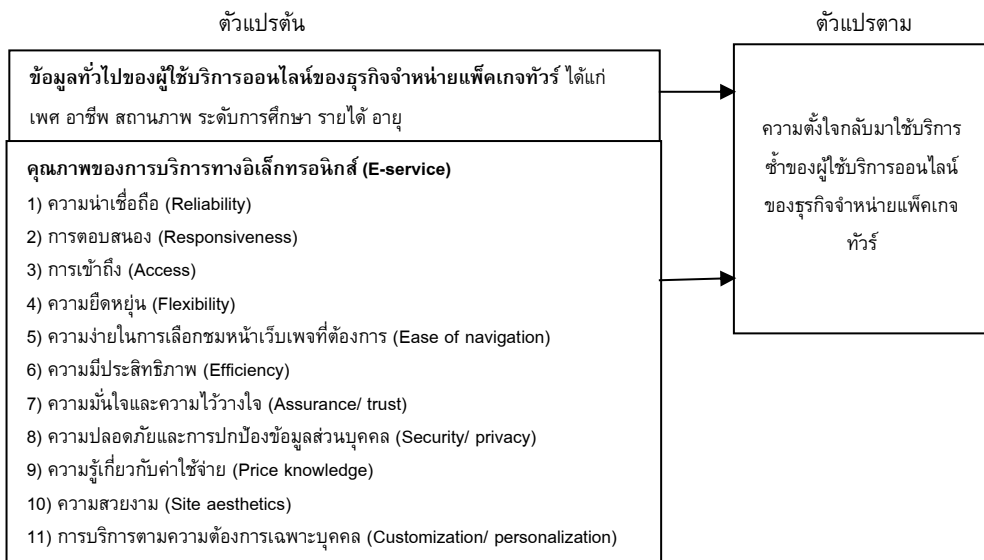 ตัวแปรต้น
ตัวแปรตาม
ข้อมูลทั่วไปของผู้ใช้บริการออนไลน์ของธุรกิจจำหน่ายแพ็คเกจทัวร์ ได้แก่
เพศ อาชีพ สถานภาพ ระดับการศึกษา รายได้ อายุ
คุณภาพของการบริการทางอิเล็กทรอนิกส์ (E-service)
1) ความน่าเชื่อถือ (Reliability)
2) การตอบสนอง (Responsiveness)
3) การเข้าถึง (Access)
4) ความยืดหยุ่น (Flexibility)
5) ความง่ายในการเลือกชมหน้าเว็บเพจที่ต้องการ (Ease of navigation)
6) ความมีประสิทธิภาพ (Efficiency)
7) ความมั่นใจและความไว้วางใจ (Assurance/ trust)
8) ความปลอดภัยและการปกป้องข้อมูลส่วนบุคคล (Security/ privacy)
9) ความรู้เกี่ยวกับค่าใช้จ่าย (Price knowledge)
10) ความสวยงาม (Site aesthetics)
11) การบริการตามความต้องการเฉพาะบุคคล (Customization/ personalization)
ความตั้งใจกลับมาใช้บริการ
ซ้ำของผู้ใช้บริการออนไลน์
ของธุรกิจจำหน่ายแพ็คเกจ
ทัวร์